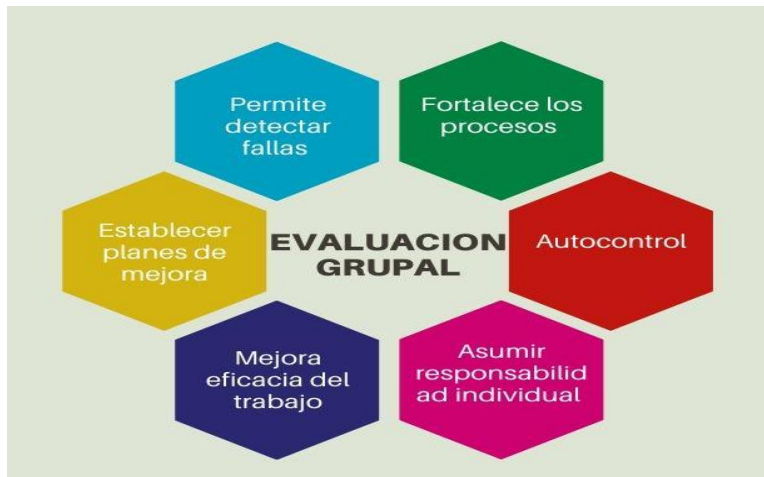 Permite
detectar
fallas
Fortalece los
procesos
Establecer
planes de
mejora
EVALUACION
GRUPAL
Autocontrol
Mejora
eficacia del
trabajo
Asumir
responsabilid
ad individual